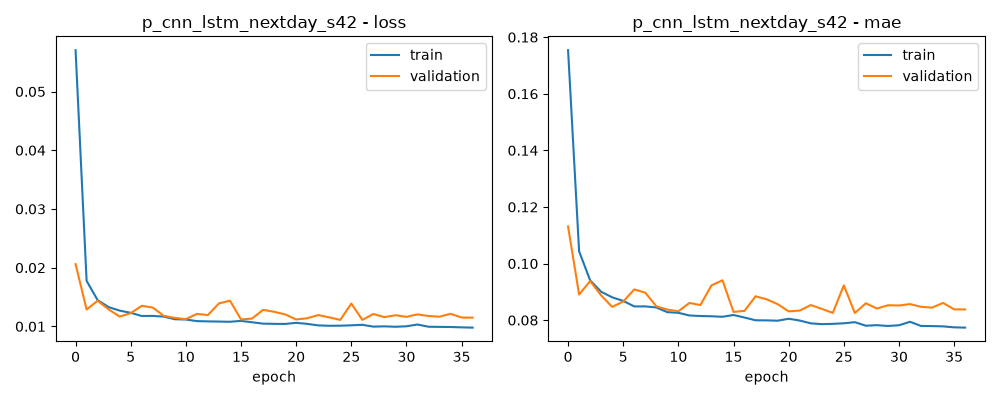 p_cnn_lstm_nextday_s42 - loss
train
validation
0.05
0.04
0.03
0.02
0.01
0 5 10 15 20 25 30 35
epoch
p_cnn_lstm_nextday_s42 - mae
train
validation
0.18
0.16
0.14
0.12
0.10
0.08
0 5 10 15 20 25 30 35
epoch